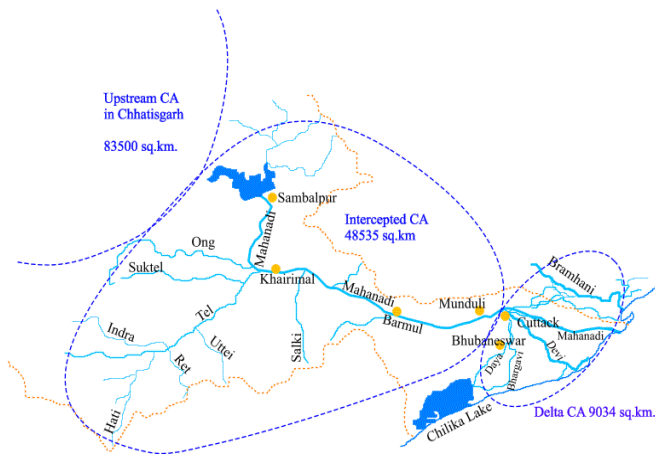 Upstream CA
in Chhatisgarh
83500 sq.km.
Sambalpur
Intercepted CA
48535 sq.km
Mahanadi
Ong
Suktel
Khairimal
Bramhani
Mahanadi
Munduli
Tel
Barmul
Cuttack
Mahanadi
Indra
Uttei
Salki
Bhubaneswar
Devi
Ret
Daya
Bhargavi
Hati
Chilika Lake
Delta CA 9034 sq.km.